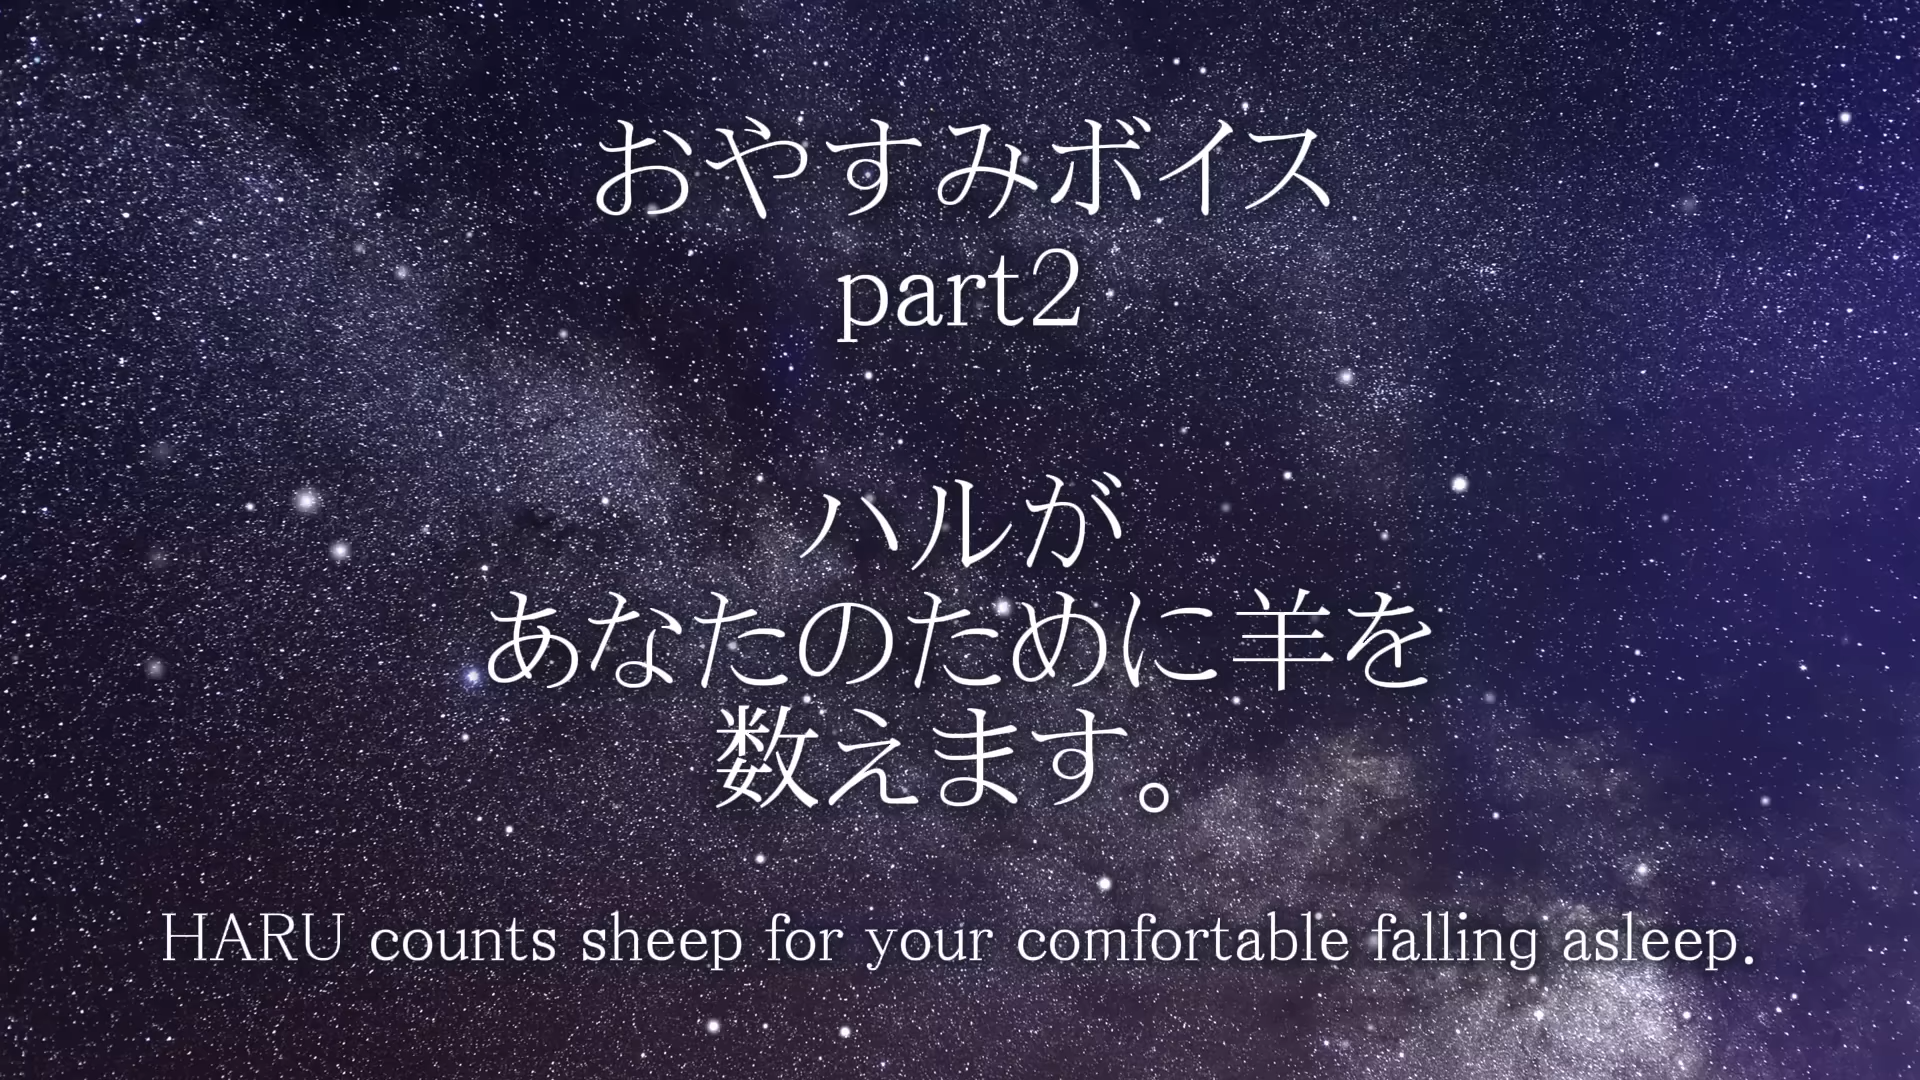 おやすみボイス
part2
ハルが
あなたのために羊を
数えます。
HARU counts sheep for your comfortable falling asleep.